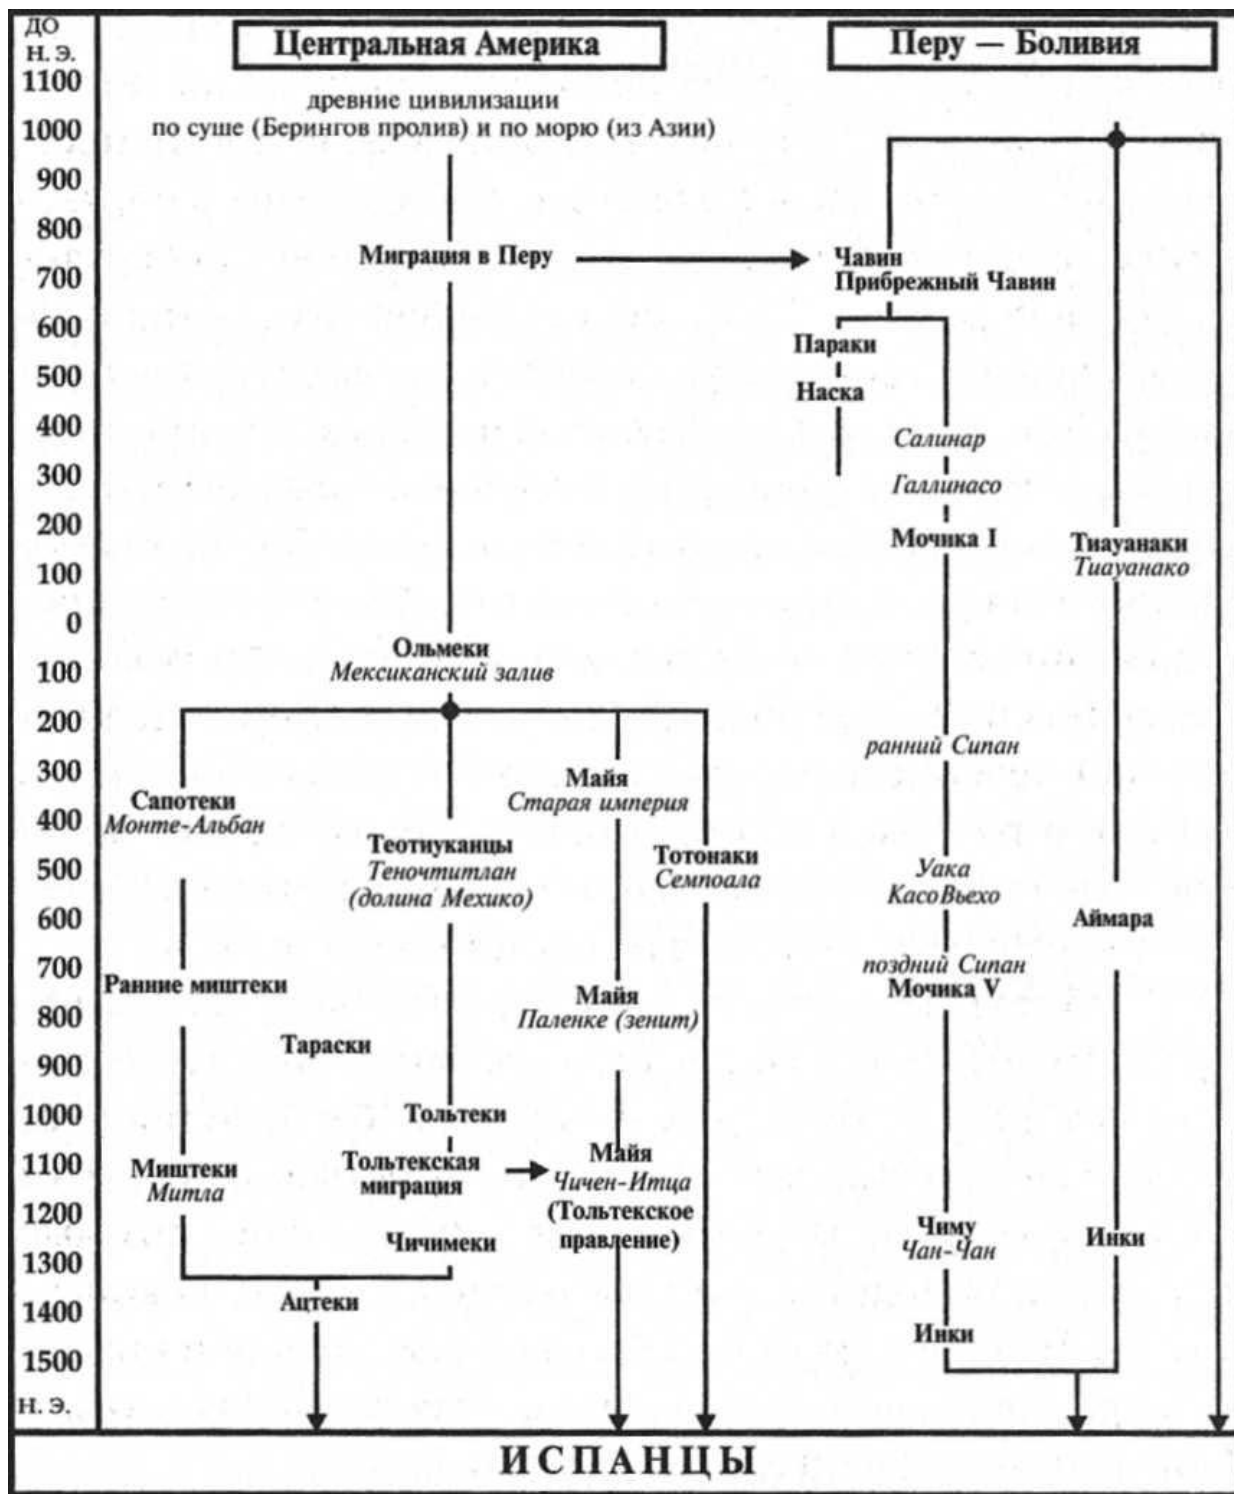 ДО
Н. Э.
1100
1000
900
800
700
600
500
400
300
200
100
0
100
200
300
400
500
600
700
800
900
1000
1100
1200
1300
1400
1500
Н. Э.
Центральная Америка
древние цивилизации
по суше (Берингов пролив) и по морю (из Азии)
Миграция в Перу
Ольмеки
Мексиканский залив
Сапотеки
Монте-Альбан
Ранние миштеки
Миштеки
Митла
Теотиуканцы
Теночтитлан
(долина Мехико)
Тараски
Тольтеки
Тольтекская
миграция
Чичимеки
Ацтеки
Майя
Старая империя
Майя
Паленке (зенит)
Майя
Чичен-Итца
(Тольтекское
правление)
Тотонаки
Семпоала
Перу — Боливия
Чавин
Прибрежный Чавин
Параки
Наска
Салинар
Галлинасо
Мочика I
ранний Сипан
Уака
КасоВьехо
поздний Сипан
Мочика V
Чиму
Чан-Чан
Инки
Тиауанаки
Тиауанако
Аймара
Инки
ИСПАНЦЫ